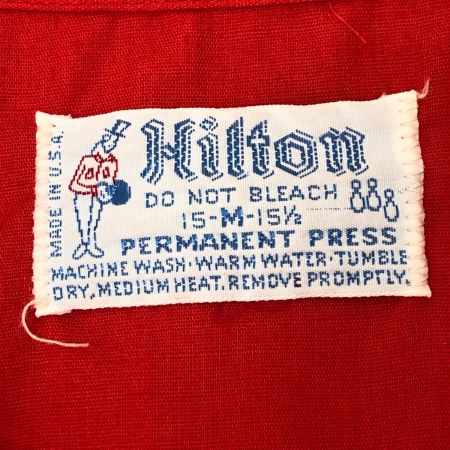 MADE IN U.S.A.
Hilton
DO NOT BLEACH
15-M-15½
PERMANENT PRESS
MACHINE WASH·WARM WATER·TUMBLE
DRY, MEDIUM HEAT, REMOVE PROMPTLY.